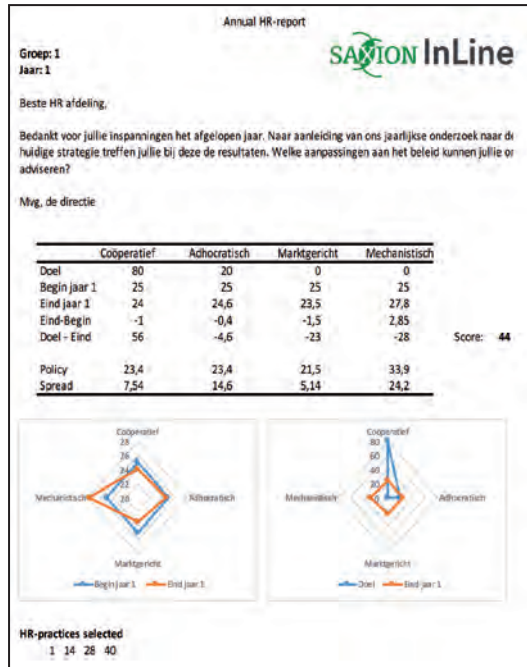 Annual HR-report
Groep: 1
Jaar: 1
SAXION InLine
Beste HR afdeling,
Bedankt voor jullie inspanningen het afgelopen jaar. Naar aanleiding van ons jaarlijkse onderzoek naar de
huidige strategie treffen jullie bij deze de resultaten. Welke aanpassingen aan het beleid kunnen jullie
adviseren?
Mvg, de directie
Coöperatief Adhocratisch Marktgericht Mechanistisch
Doel 80 20 0 0
Begin jaar 1 25 25 25 25
Eind jaar 1 24 24,6 23,5 27,8
Eind-Begin -1 -0,4 -1,5 2,85
Doel - Eind 56 -4,6 -23 -28 Score: 44
Policy 23,4 23,4 21,5 33,9
Spread 7,54 14,6 5,14 24,2
Coöperatief
28
26
24
22
20
Mechanistisch
Adhocratisch
Marktgericht
Begin jaar 1 Eind jaar 1
Coöperatief
80
60
40
20
0
Mechanistisch
Adhocratisch
Marktgericht
Doel Eind jaar 1
HR-practices selected
1 14 28 40